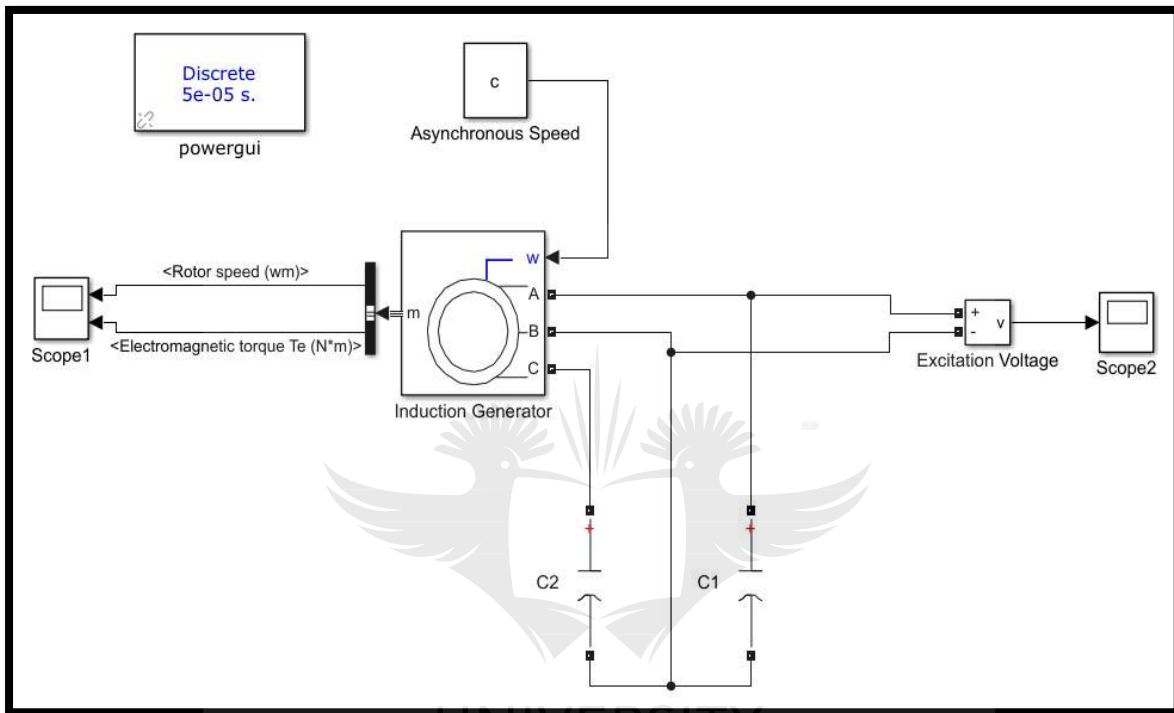 Discrete
5e-05 s.
powergui
c
Asynchronous Speed
<Rotor speed (wm)>
<Electromagnetic torque Te (N*m)>
Scope1
m
w
A
B
C
Induction Generator
+
-
v
Excitation Voltage
Scope2
+
C2
+
C1
UNIVERSITY